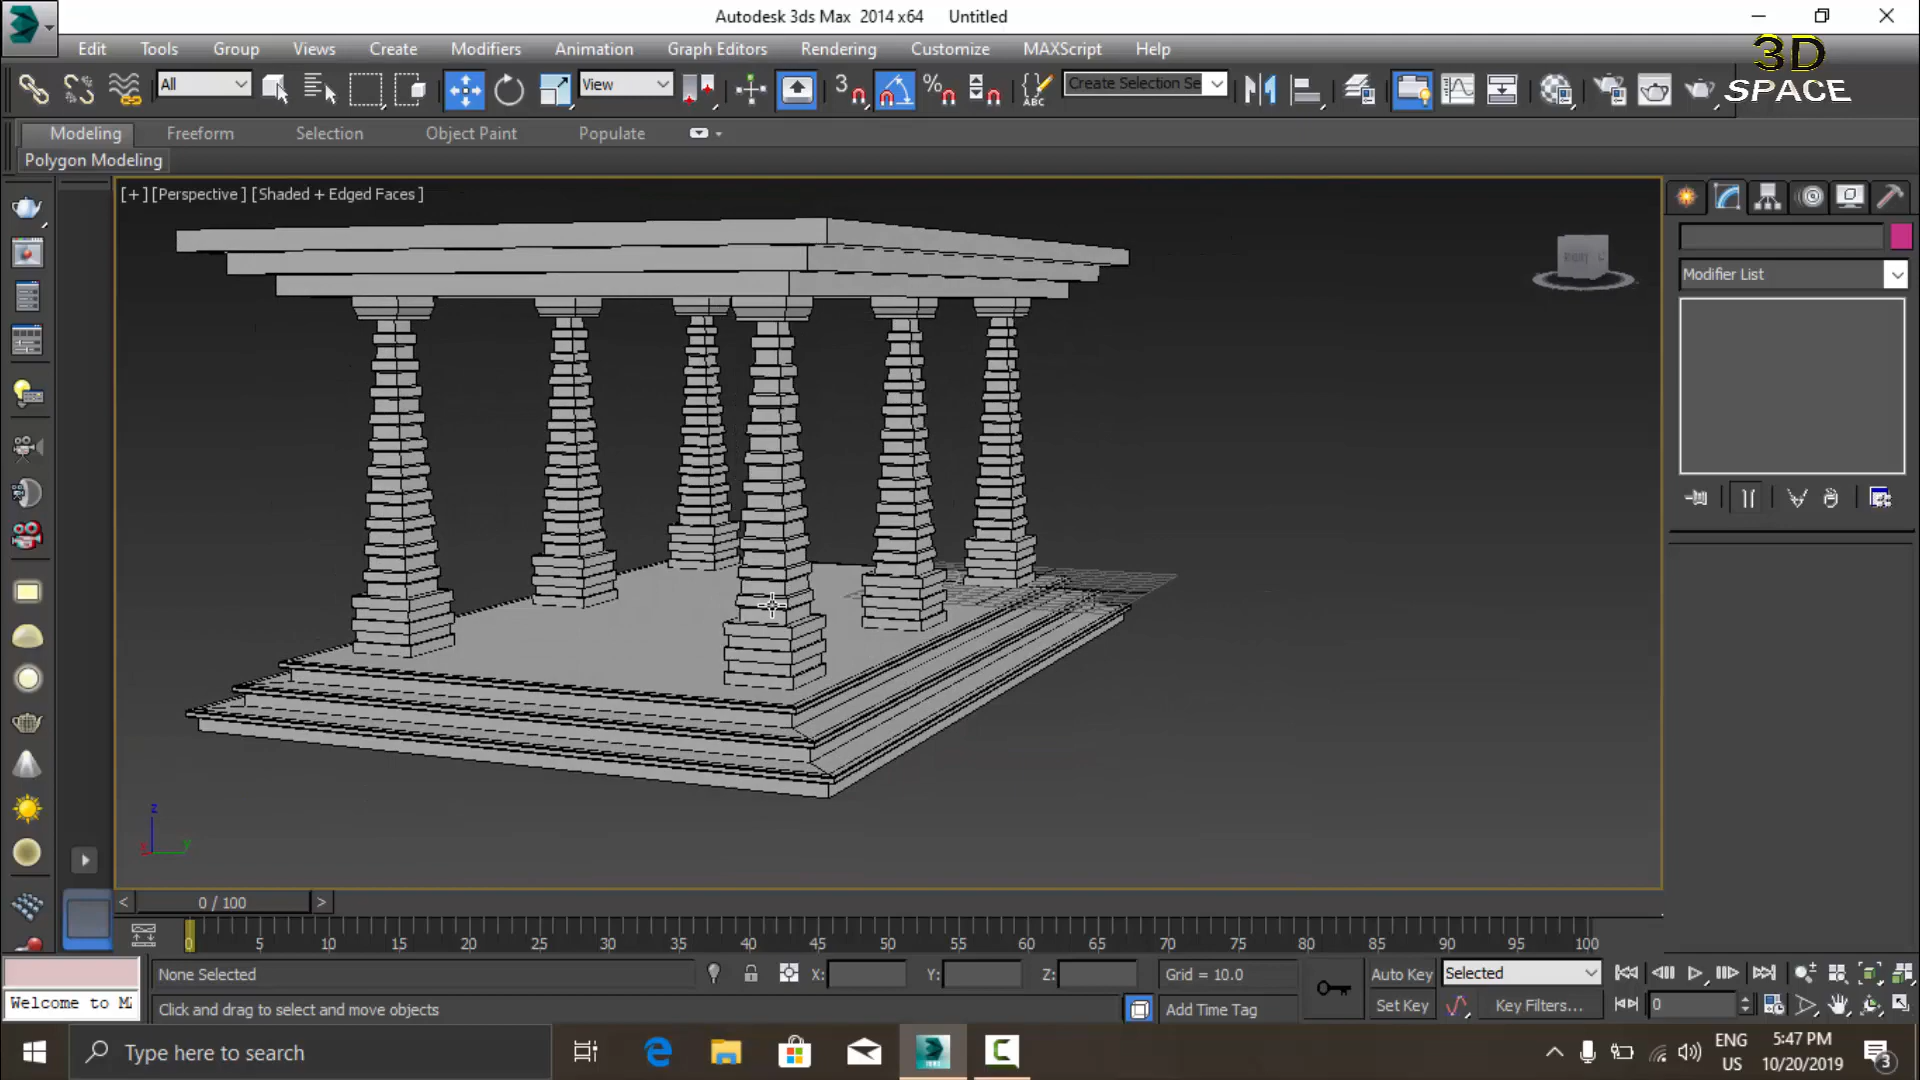 Autodesk 3ds Max 2014 x64 Untitled
3D
SPACE
Edit Tools Group Views Create Modifiers Animation Graph Editors Rendering Customize MAXScript Help
All
View
3
%
ABC
Create Selection Se
Modeling Freeform Selection Object Paint Populate
Polygon Modeling
[+] [Perspective] [Shaded + Edged Faces]
Modifier List
z
x
y
< 0 / 100 >
0 5 10 15 20 25 30 35 40 45 50 55 60 65 70 75 80 85 90 95 100
None Selected
X: Y: Z:
Grid = 10.0
Auto Key
Selected
Welcome to M
Click and drag to select and move objects
Add Time Tag
Set Key
Key Filters...
0
Type here to search
ENG
US
5:47 PM
10/20/2019
3